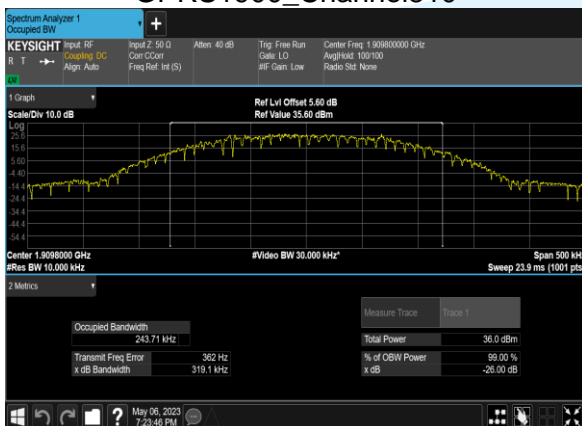 Spectrum Analyzer 1
Occupied BW
+
KEYSIGHT
R T
Input: RF
Coupling: DC
Align: Auto
Input Z: 50 Ω
Corr CCorr
Freq Ref: Int (S)
Atten: 40 dB
Trig: Free Run
Gate: LO
#IF Gain: Low
Center Freq: 1.909800000 GHz
Avg|Hold: 100/100
Radio Std: None
1 Graph
Scale/Div 10.0 dB
Ref Lvl Offset 5.60 dB
Ref Value 35.60 dBm
Log
25.6
15.6
5.60
-4.40
-14.4
-24.4
-34.4
-44.4
-54.4
Center 1.9098000 GHz
#Res BW 10.000 kHz
#Video BW 30.000 kHz*
Span 500 kH
Sweep 23.9 ms (1001 pts
2 Metrics
Measure Trace
Trace 1
Occupied Bandwidth
243.71 kHz
Total Power
36.0 dBm
Transmit Freq Error
362 Hz
% of OBW Power
99.00 %
x dB Bandwidth
319.1 kHz
x dB
-26.00 dB
?
May 06, 2023
7:23:46 PM